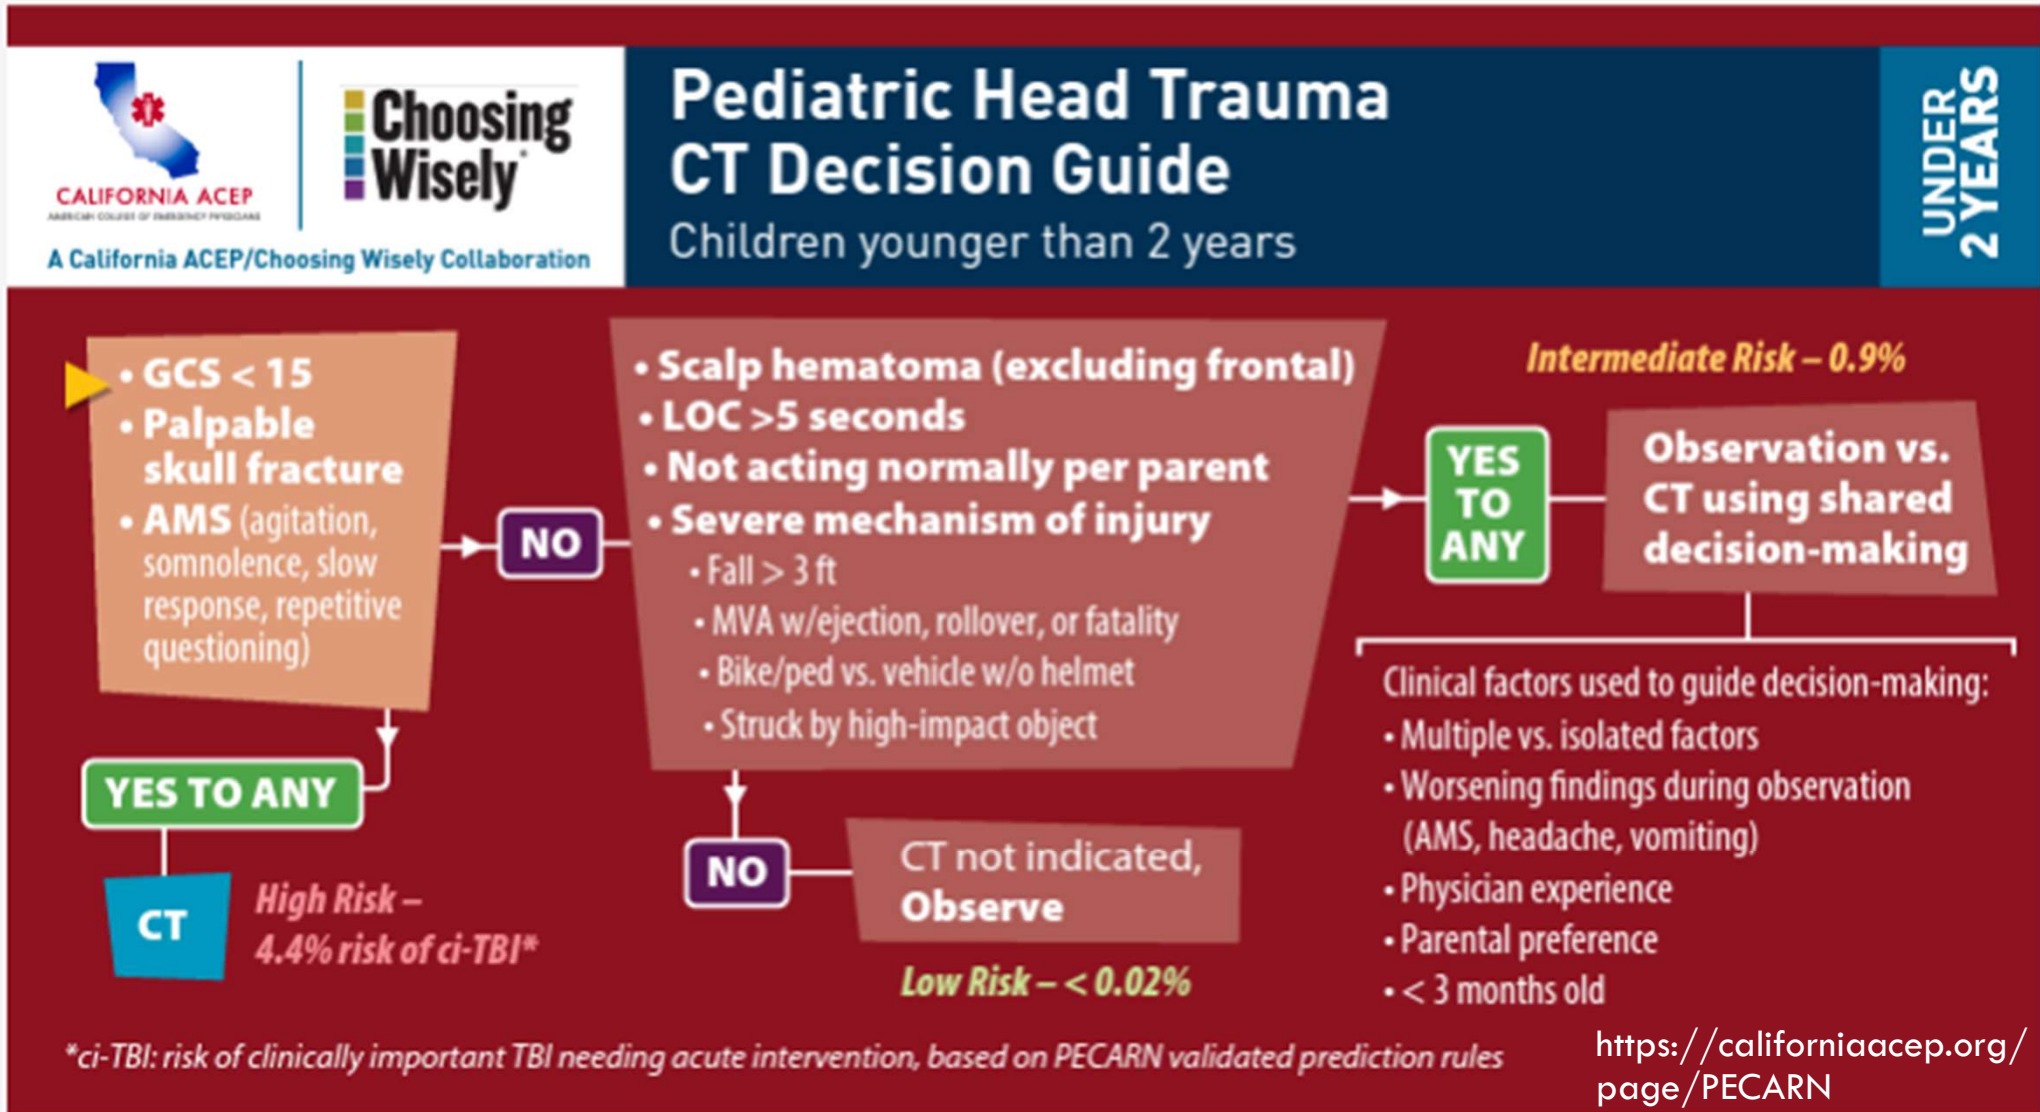 CALIFORNIA ACEP
AMERICAN COLLEGE OF EMERGENCY PHYSICIANS
Choosing
Wisely
A California ACEP/Choosing Wisely Collaboration
Pediatric Head Trauma
CT Decision Guide
Children younger than 2 years
UNDER
2 YEARS
• GCS < 15
• Palpable
skull fracture
• AMS (agitation,
somnolence, slow
response, repetitive
questioning)
NO
YES TO ANY
CT
High Risk –
4.4% risk of ci-TBI*
• Scalp hematoma (excluding frontal)
• LOC >5 seconds
• Not acting normally per parent
• Severe mechanism of injury
• Fall > 3 ft
• MVA w/ejection, rollover, or fatality
• Bike/ped vs. vehicle w/o helmet
• Struck by high-impact object
NO
CT not indicated,
Observe
Low Risk – < 0.02%
YES
TO
ANY
Intermediate Risk – 0.9%
Observation vs.
CT using shared
decision-making
Clinical factors used to guide decision-making:
• Multiple vs. isolated factors
• Worsening findings during observation
(AMS, headache, vomiting)
• Physician experience
• Parental preference
• < 3 months old
*ci-TBI: risk of clinically important TBI needing acute intervention, based on PECARN validated prediction rules
https://californiaacep.org/
page/PECARN